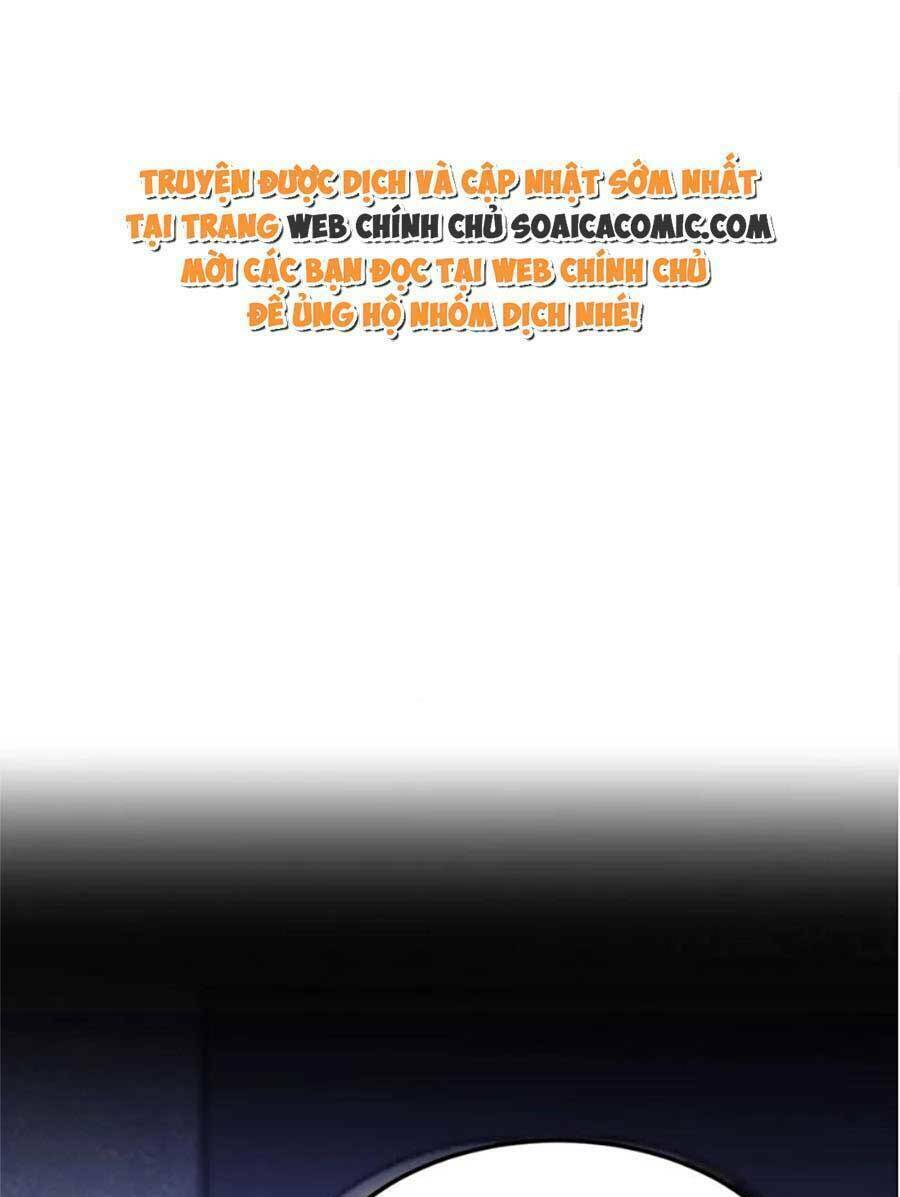 TRUYỆN ĐƯỢC DỊCH VÀ CẬP NHẬT SỚM NHẤT
TẠI TRANG WEB CHÍNH CHỦ SOAICACOMIC.COM
MỜI CÁC BẠN ĐỌC TẠI WEB CHÍNH CHỦ
ĐỂ ỦNG HỘ NHÓM DỊCH NHÉ!